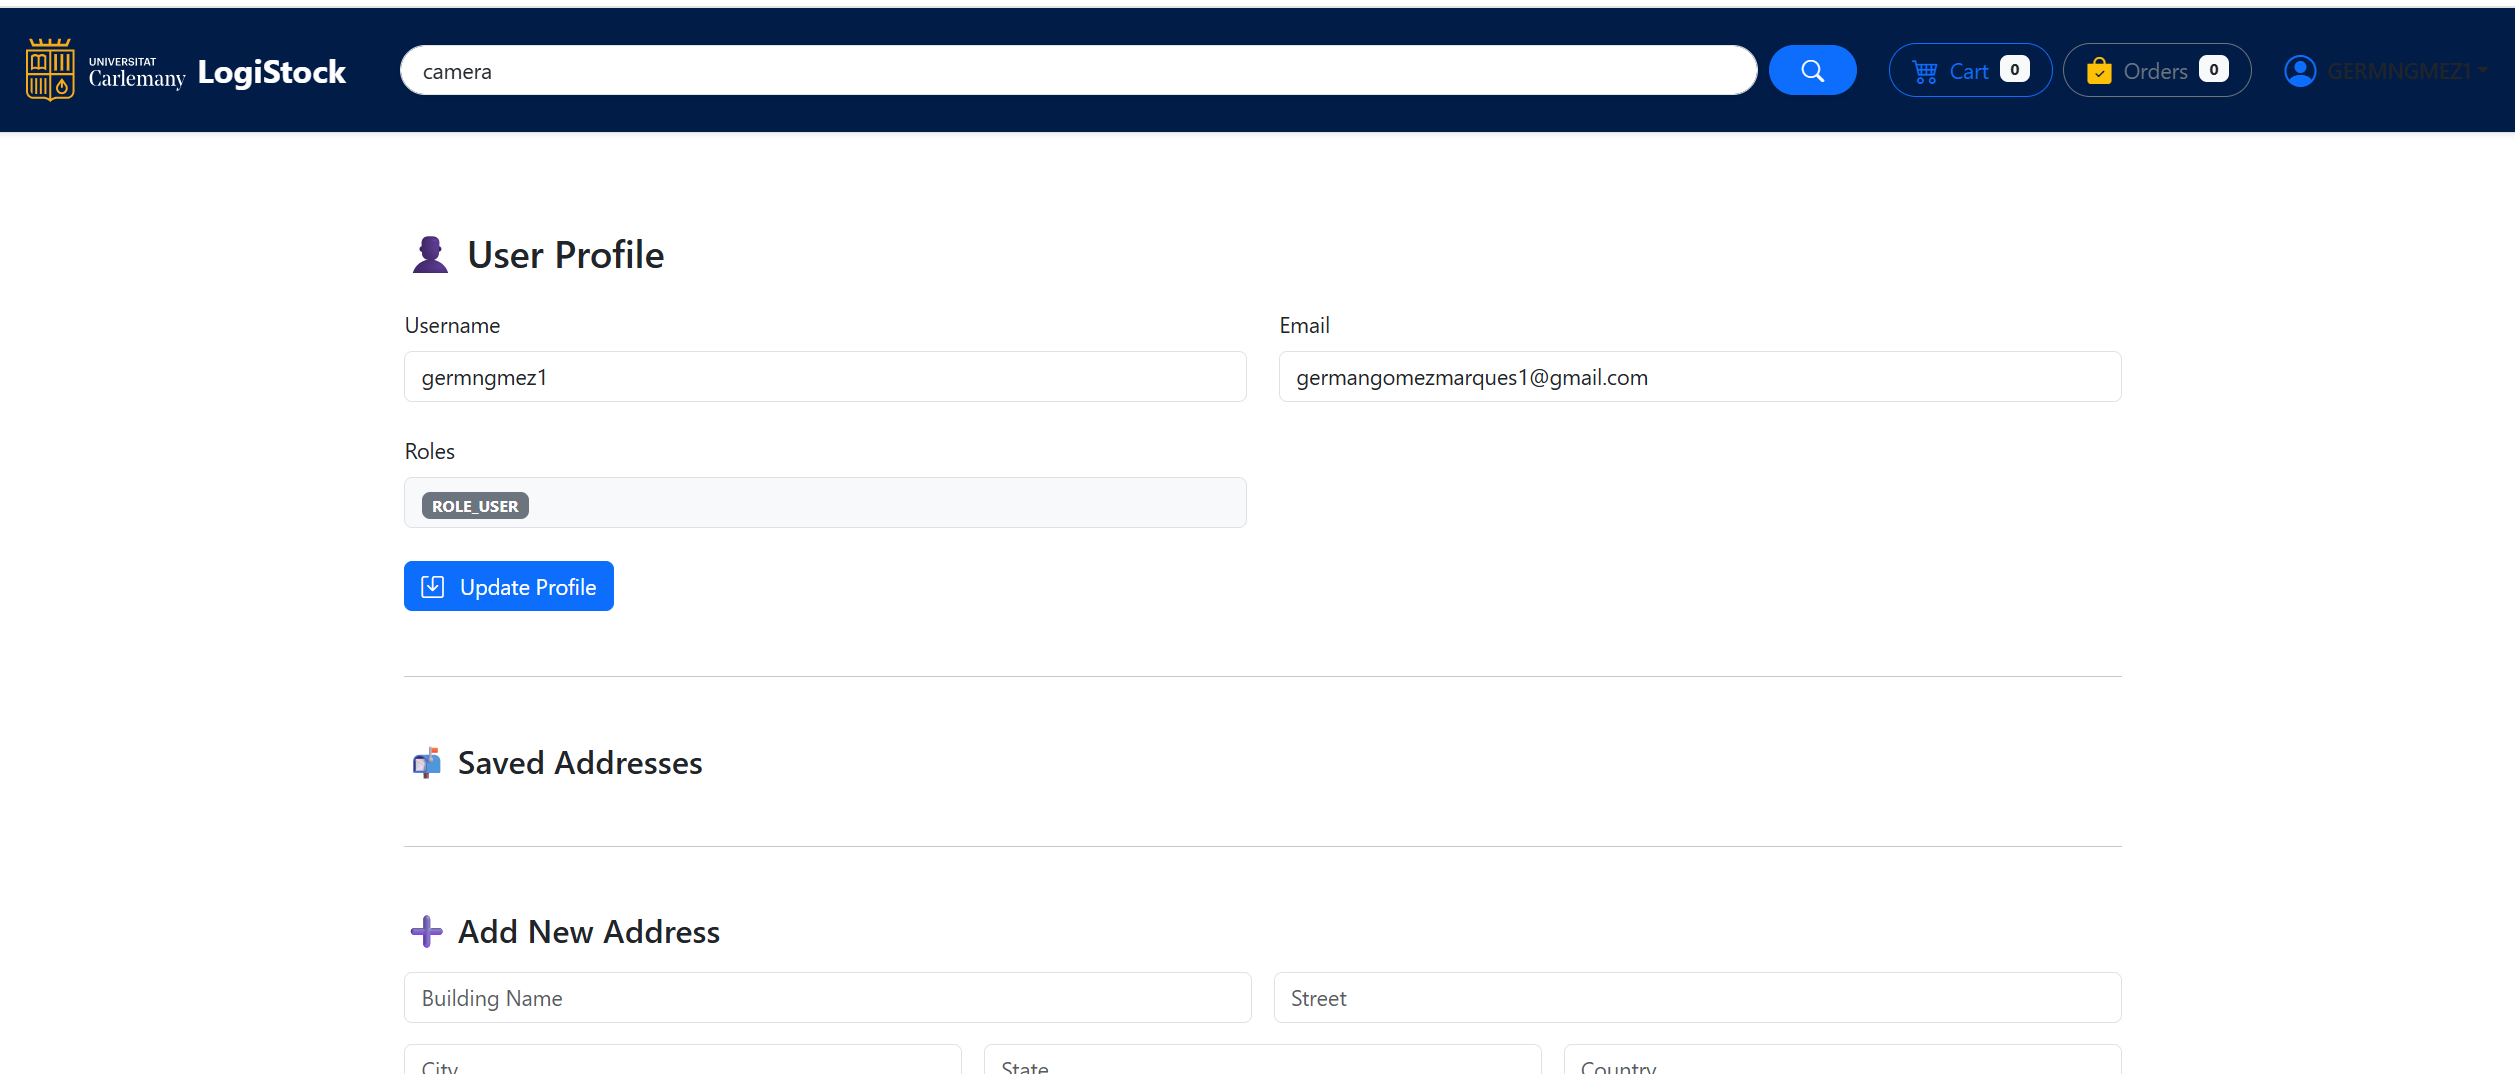 UNIVERSITAT
Carlemany
LogiStock
camera
Cart 0
Orders 0
GERMNGMEZ1
User Profile
Username
Email
germngmez1
germangomezmarques1@gmail.com
Roles
ROLE_USER
Update Profile
Saved Addresses
Add New Address
Building Name
Street
City
State
Country